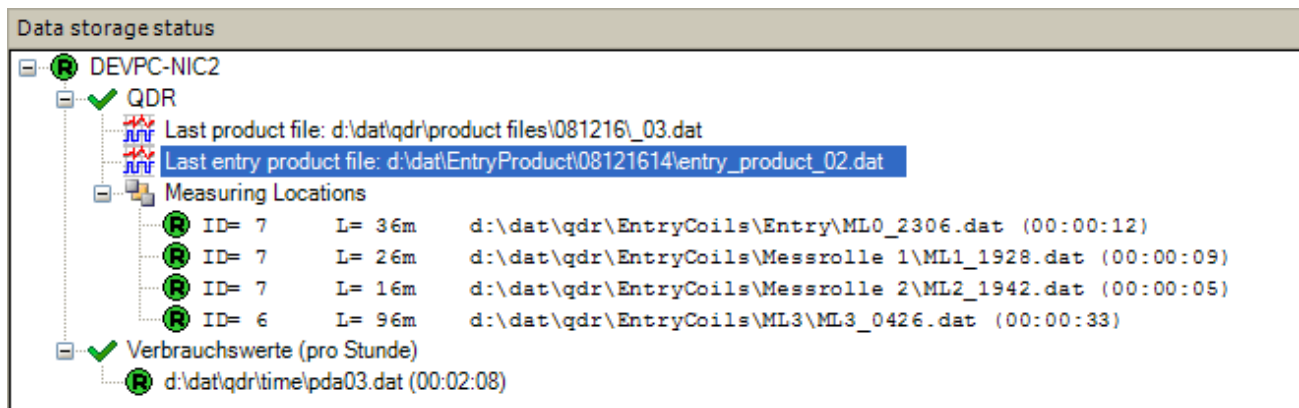 Data storage status
DEVPC-NIC2
QDR
Last product file: d:\dat\qdr\product files\081216\_03.dat
Last entry product file: d:\dat\EntryProduct\08121614\entry_product_02.dat
Measuring Locations
R ID= 7 L= 36m d:\dat\qdr\EntryCoils\Entry\ML0_2306.dat (00:00:12)
R ID= 7 L= 26m d:\dat\qdr\EntryCoils\Messrolle 1\ML1_1928.dat (00:00:09)
R ID= 7 L= 16m d:\dat\qdr\EntryCoils\Messrolle 2\ML2_1942.dat (00:00:05)
R ID= 6 L= 96m d:\dat\qdr\EntryCoils\ML3\ML3_0426.dat (00:00:33)
Verbrauchswerte (pro Stunde)
R d:\dat\qdr\time\pda03.dat (00:02:08)